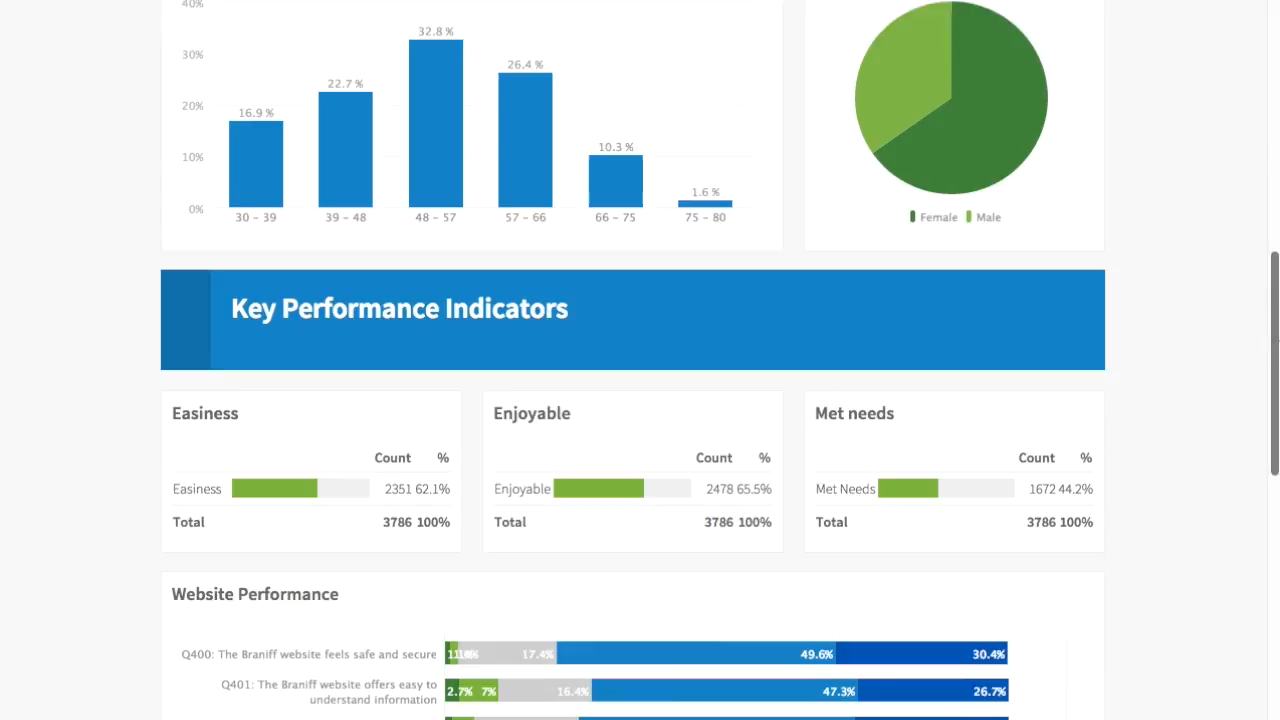 40%
32.8 %
30%
26.4 %
22.7 %
20%
16.9 %
10%
10.3 %
1.6 %
0%
30 – 39 39 – 48 48 – 57 57 – 66 66 – 75 75 – 80
Female Male
Key Performance Indicators
Easiness
Count %
Easiness 2351 62.1%
Total 3786 100%
Enjoyable
Count %
Enjoyable 2478 65.5%
Total 3786 100%
Met needs
Count %
Met Needs 1672 44.2%
Total 3786 100%
Website Performance
Q400: The Braniff website feels safe and secure 17.4% 49.6% 30.4%
Q401: The Braniff website offers easy to
understand information
2.7% 7% 16.4% 47.3% 26.7%